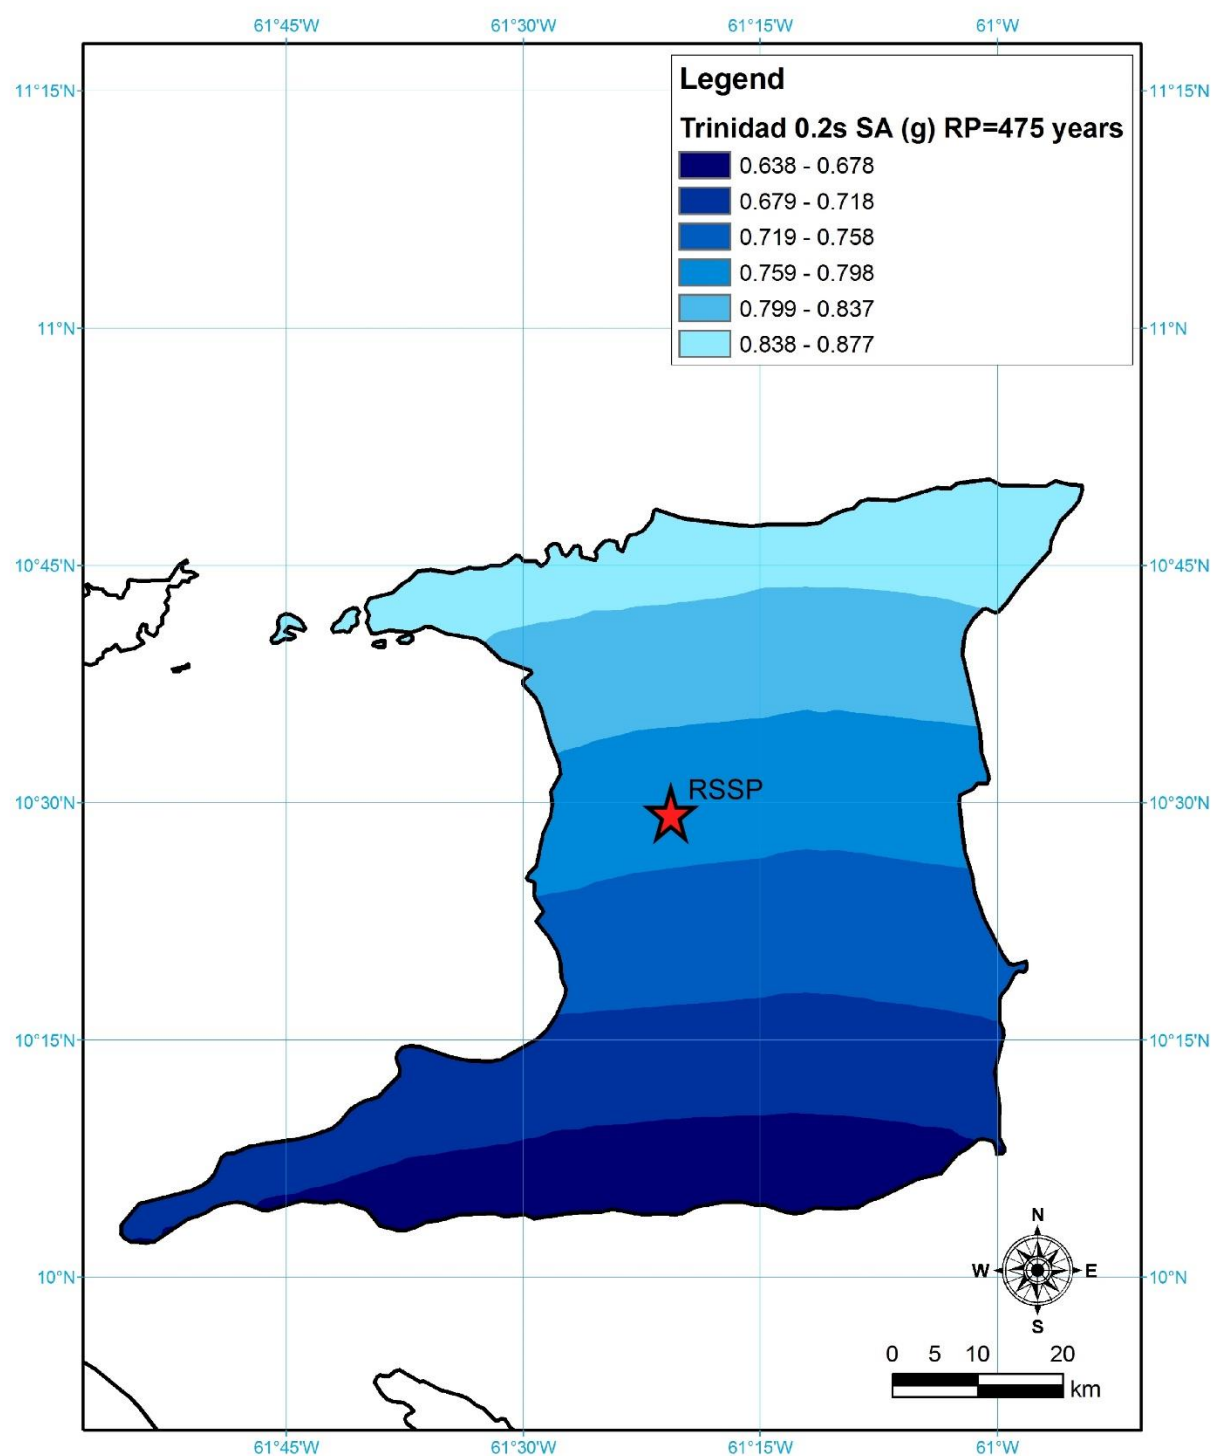 61°45'W 61°30'W 61°15'W 61°W
Legend
11°15'N 11°15'N
Trinidad 0.2s SA (g) RP=475 years
0.638 - 0.678
0.679 - 0.718
0.719 - 0.758
0.759 - 0.798
0.799 - 0.837
0.838 - 0.877
11°N 11°N
10°45'N 10°45'N
RSSP
10°30'N 10°30'N
10°15'N 10°15'N
N
W E
S
10°N 10°N
0 5 10 20
km
61°45'W 61°30'W 61°15'W 61°W